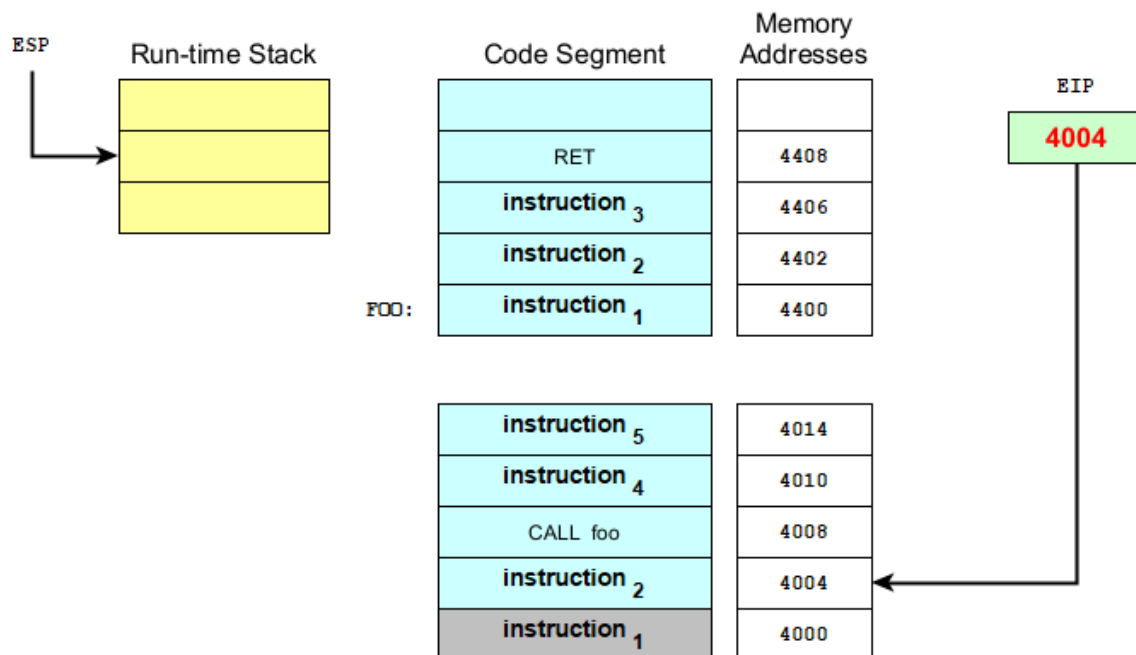 ESP
Run-time Stack
Code Segment
Memory
Addresses
EIP
4004
RET
4408
instruction 3
4406
instruction 2
4402
FOO:
instruction 1
4400
instruction 5
4014
instruction 4
4010
CALL foo
4008
instruction 2
4004
instruction 1
4000